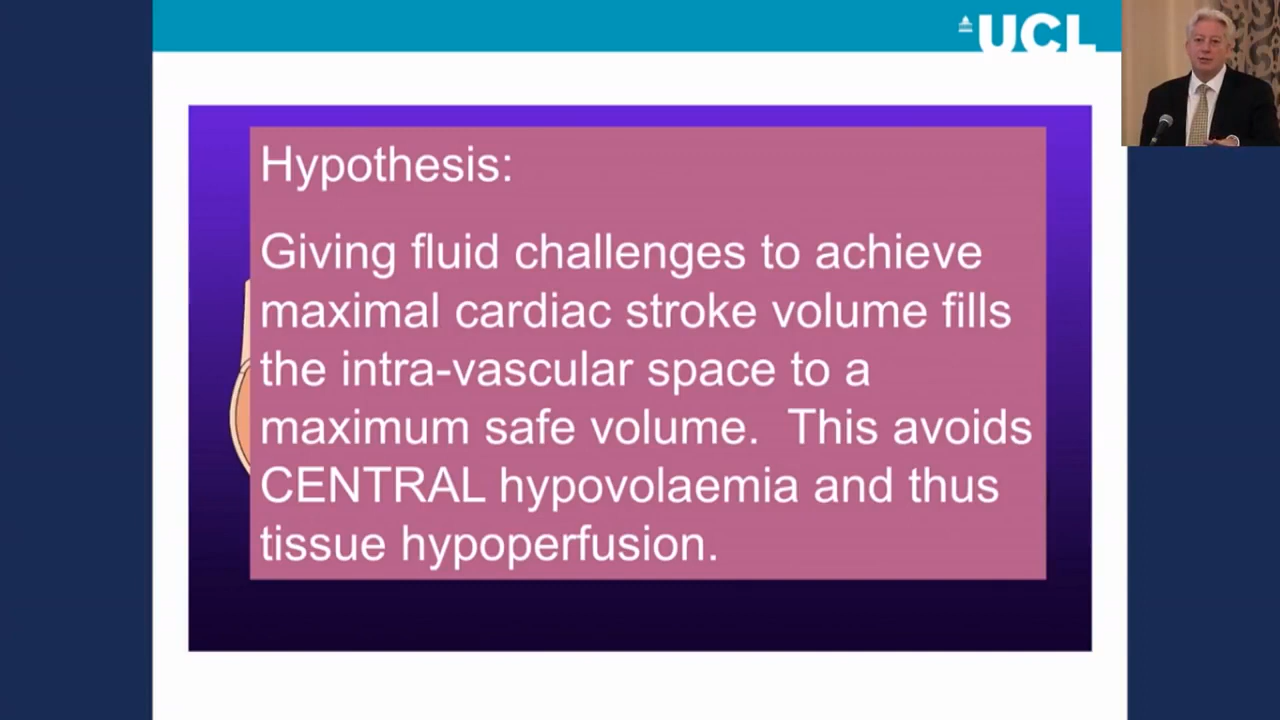 UCL
Hypothesis:
Giving fluid challenges to achieve
maximal cardiac stroke volume fills
the intra-vascular space to a
maximum safe volume.  This avoids
CENTRAL hypovolaemia and thus
tissue hypoperfusion.